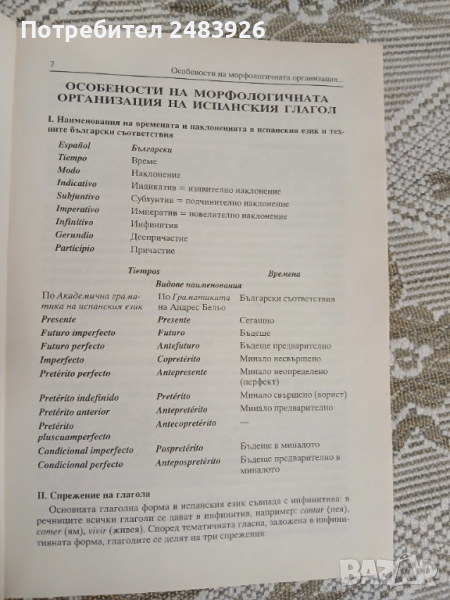 Потребител 2483926
7 Особености на морфологичната организация...
ОСОБЕНОСТИ НА МОРФОЛОГИЧНАТА
ОРГАНИЗАЦИЯ НА ИСПАНСКИЯ ГЛАГОЛ
I. Наименования на времената и наклоненията в испанския език и тех-
ните български съответствия
Español Български
Tiempo Време
Modo Наклонение
Indicativo Индикатив = изявително наклонение
Subjuntivo Субхунтив = подчинително наклонение
Imperativo Императив = повелително наклонение
Infinitivo Инфинитив
Gerundio Деепричастие
Participio Причастие
Tiempos Времена
Видове наименования
По Академична грама- По Граматиката Български съответствия
тика на испанския език на Андрес Бельо
Presente Presente Сегашно
Futuro imperfecto Futuro Бъдеще
Futuro perfecto Antefuturo Бъдеще предварително
Imperfecto Copretérito Минало несвършено
Pretérito perfecto Antepresente Минало неопределено
(перфект)
Pretérito indefinido Pretérito Минало свършено (аорист)
Pretérito anterior Antepretérito Минало предварително
Pretérito Antecopretérito —
pluscuamperfecto
Condicional imperfecto Pospretérito Бъдеще в миналото
Condicional perfecto Antepospretérito Бъдеще предварително в
миналото
II. Спрежение на глагола
Основната глаголна форма в испанския език съвпада с инфинитива: в
речниците всички глаголи се дават в инфинитив, например: cantar (пея),
comer (ям), vivir (живея). Според тематичната гласна, заложена в инфини-
тивната форма, глаголите се делят на три спрежения:
BAZAR